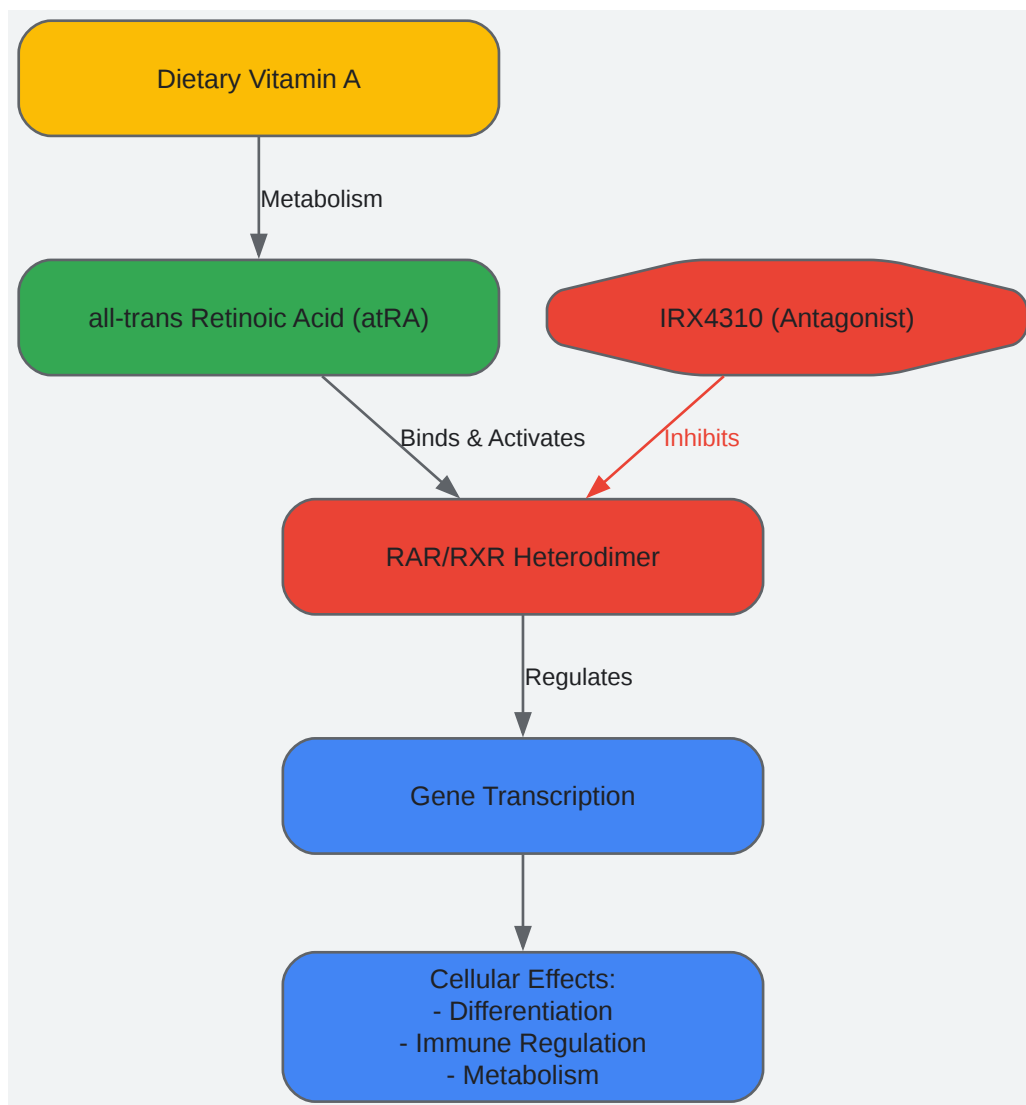 Dietary Vitamin A
Metabolism
all-trans Retinoic Acid (atRA)
IRX4310 (Antagonist)
Binds & Activates
Inhibits
RAR/RXR Heterodimer
Regulates
Gene Transcription
Cellular Effects:
- Differentiation
- Immune Regulation
- Metabolism